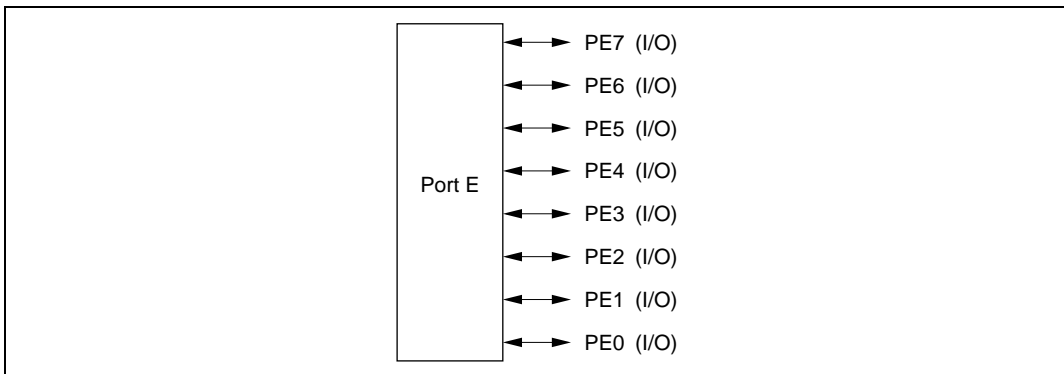 PE7 (I/O)
PE6 (I/O)
PE5 (I/O)
PE4 (I/O)
Port E
PE3 (I/O)
PE2 (I/O)
PE1 (I/O)
PE0 (I/O)